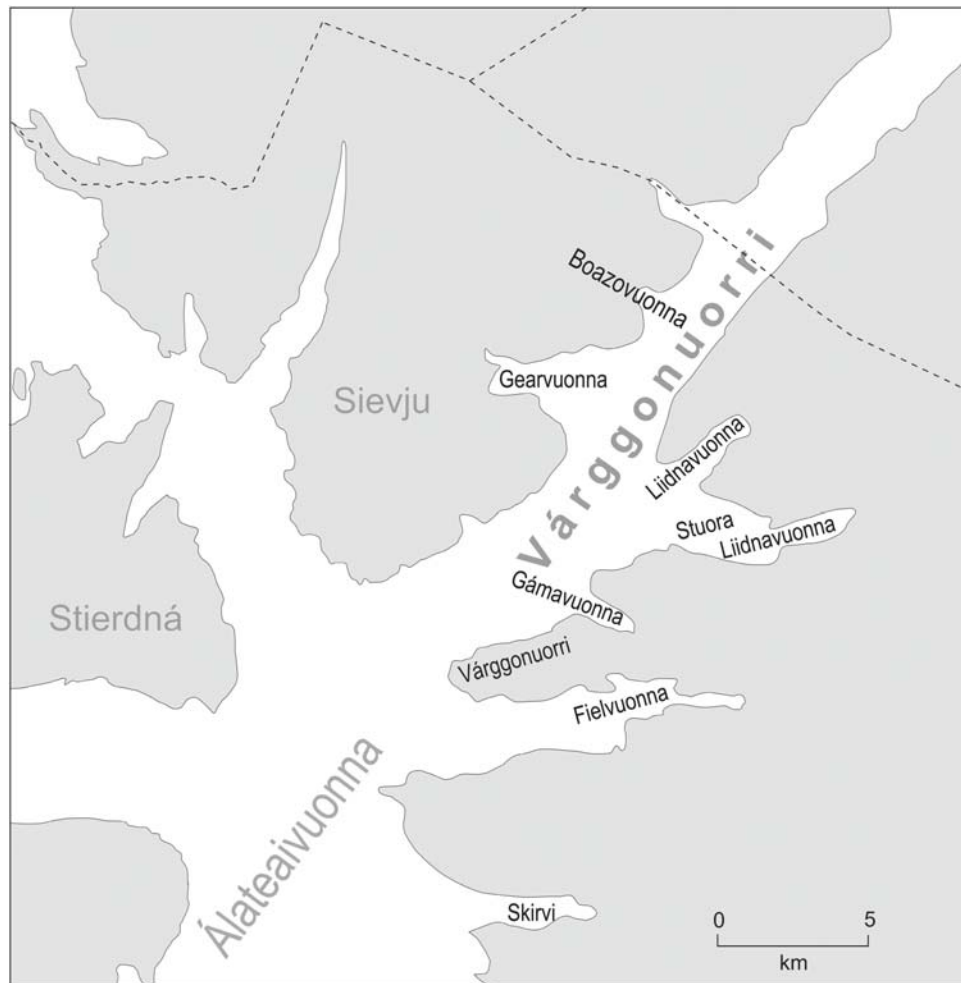 Boazovuonna
Várggonuorri
Gearvuonna
Sievju
Liidnavuonna
Stuora
Liidnavuonna
Gámavuonna
Stierdná
Várggonuorri
Fielvuonna
Álateaivuonna
Skirvi
0 5
km